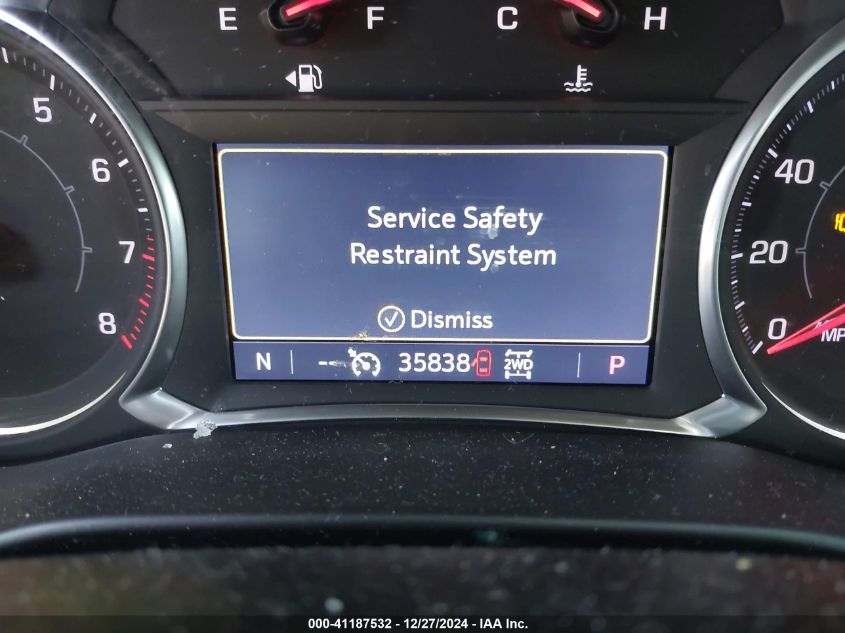 E F C H
5
6
7
8
40
20
0
MP
Service Safety
Restraint System
Dismiss
N -- 35838 2WD P
000-41187532 - 12/27/2024 - IAA Inc.